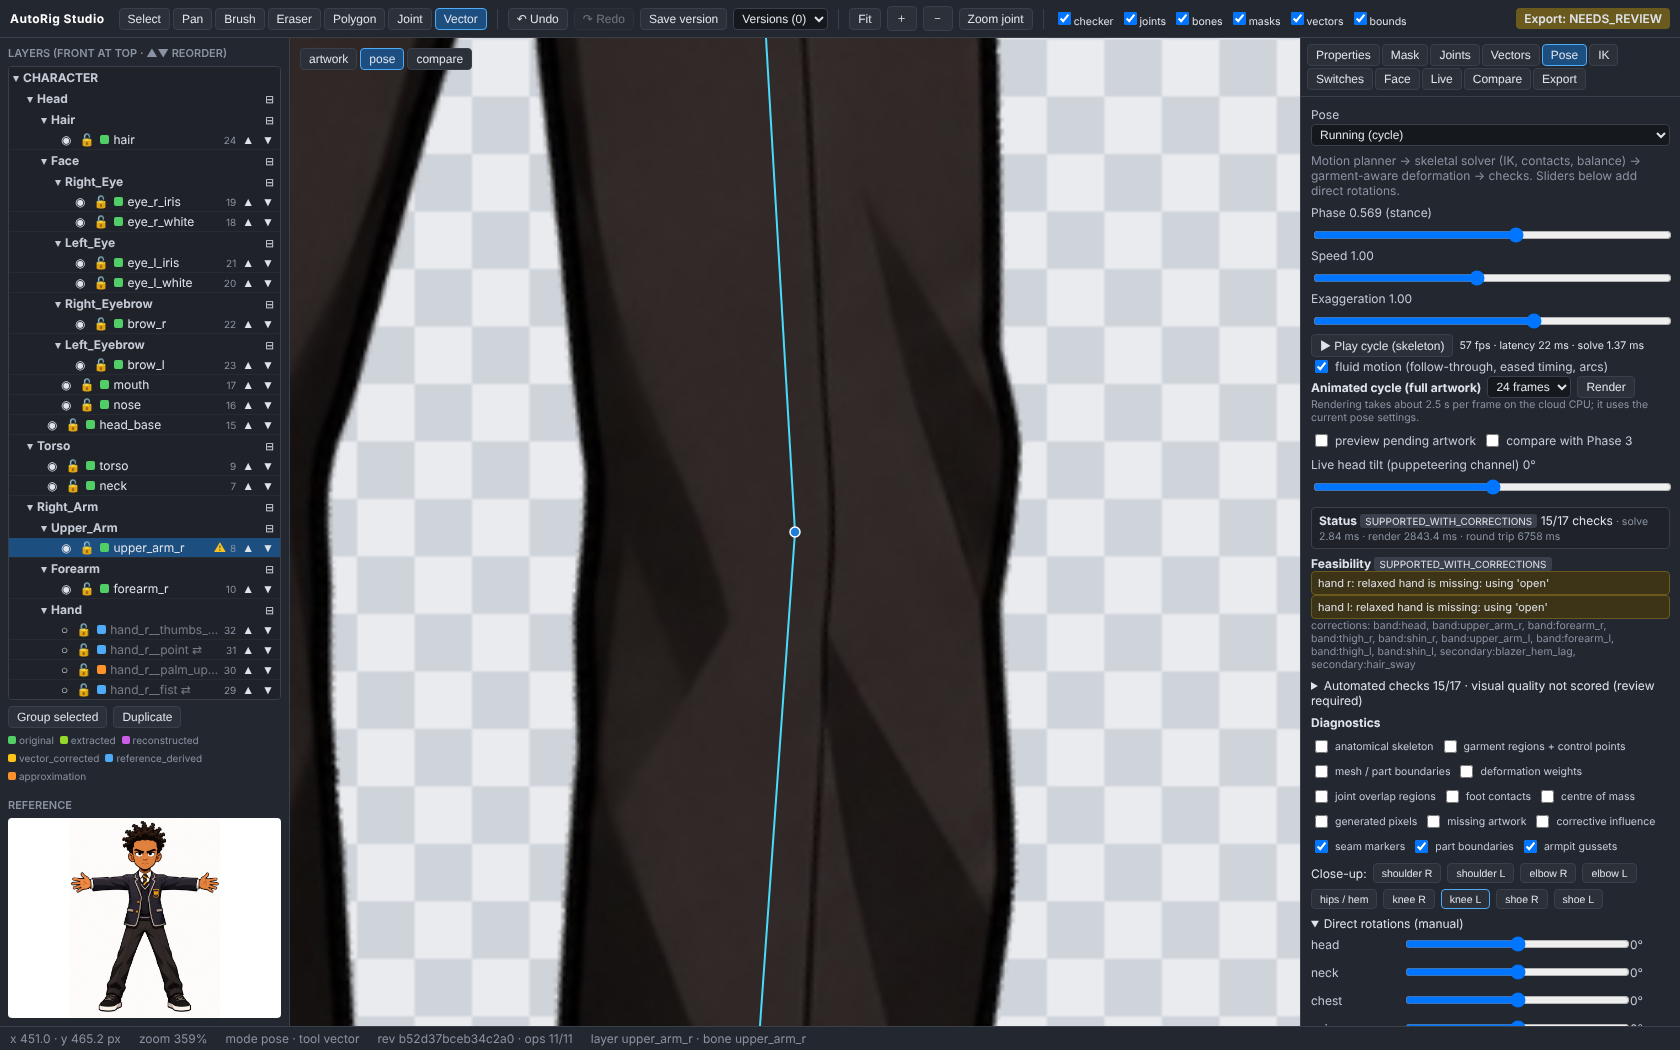 AutoRig Studio Select Pan Brush Eraser Polygon Joint Vector ↶ Undo ↷ Redo Save version Versions (0) Fit + − Zoom joint checker joints bones masks vectors bounds Export: NEEDS_REVIEW
LAYERS (FRONT AT TOP · ▲▼ REORDER)
▾ CHARACTER
▾ Head
▾ Hair
hair 24 ▲ ▼
▾ Face
▾ Right_Eye
eye_r_iris 19 ▲ ▼
eye_r_white 18 ▲ ▼
▾ Left_Eye
eye_l_iris 21 ▲ ▼
eye_l_white 20 ▲ ▼
▾ Right_Eyebrow
brow_r 22 ▲ ▼
▾ Left_Eyebrow
brow_l 23 ▲ ▼
mouth 17 ▲ ▼
nose 16 ▲ ▼
head_base 15 ▲ ▼
▾ Torso
torso 9 ▲ ▼
neck 7 ▲ ▼
▾ Right_Arm
▾ Upper_Arm
upper_arm_r ⚠ 8 ▲ ▼
▾ Forearm
forearm_r 10 ▲ ▼
▾ Hand
hand_r__thumbs_... 32 ▲ ▼
hand_r__point ⇄ 31 ▲ ▼
hand_r__palm_up... 30 ▲ ▼
hand_r__fist ⇄ 29 ▲ ▼
Group selected Duplicate
original extracted reconstructed
vector_corrected reference_derived
approximation
REFERENCE
artwork pose compare
Properties Mask Joints Vectors Pose IK
Switches Face Live Compare Export
Pose
Running (cycle)
Motion planner → skeletal solver (IK, contacts, balance) →
garment-aware deformation → checks. Sliders below add
direct rotations.
Phase 0.569 (stance)
Speed 1.00
Exaggeration 1.00
▶ Play cycle (skeleton) 57 fps · latency 22 ms · solve 1.37 ms
fluid motion (follow-through, eased timing, arcs)
Animated cycle (full artwork) 24 frames Render
Rendering takes about 2.5 s per frame on the cloud CPU; it uses the
current pose settings.
preview pending artwork compare with Phase 3
Live head tilt (puppeteering channel) 0°
Status SUPPORTED_WITH_CORRECTIONS 15/17 checks · solve
2.84 ms · render 2843.4 ms · round trip 6758 ms
Feasibility SUPPORTED_WITH_CORRECTIONS
hand r: relaxed hand is missing: using 'open'
hand l: relaxed hand is missing: using 'open'
corrections: band:head, band:upper_arm_r, band:forearm_r,
band:thigh_r, band:shin_r, band:upper_arm_l, band:forearm_l,
band:thigh_l, band:shin_l, secondary:blazer_hem_lag,
secondary:hair_sway
▶ Automated checks 15/17 · visual quality not scored (review
required)
Diagnostics
anatomical skeleton garment regions + control points
mesh / part boundaries deformation weights
joint overlap regions foot contacts centre of mass
generated pixels missing artwork corrective influence
seam markers part boundaries armpit gussets
Close-up: shoulder R shoulder L elbow R elbow L
hips / hem knee R knee L shoe R shoe L
▼ Direct rotations (manual)
head 0°
neck 0°
chest 0°
x 451.0 · y 465.2 px zoom 359% mode pose · tool vector rev b52d37bceb34c2a0 · ops 11/11 layer upper_arm_r · bone upper_arm_r